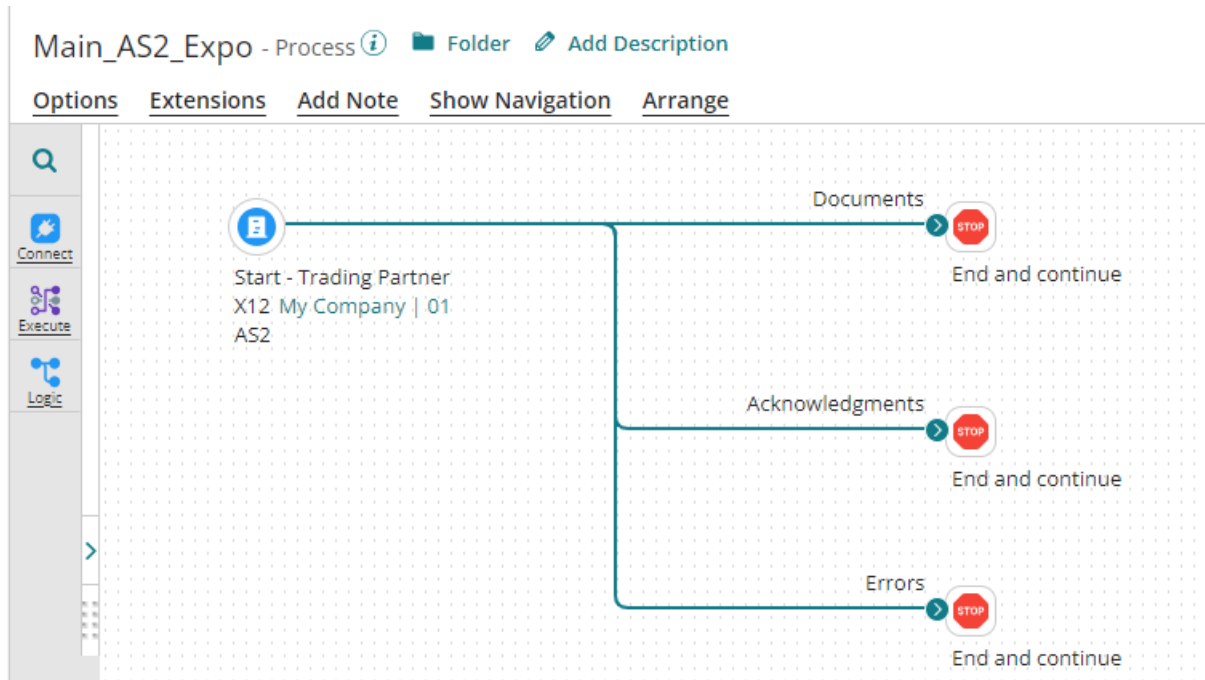 Main_AS2_Expo - Process i Folder Add Description
Options Extensions Add Note Show Navigation Arrange
Connect
Execute
Logic
Start - Trading Partner
X12 My Company | 01
AS2
Documents
STOP
End and continue
Acknowledgments
STOP
End and continue
Errors
STOP
End and continue